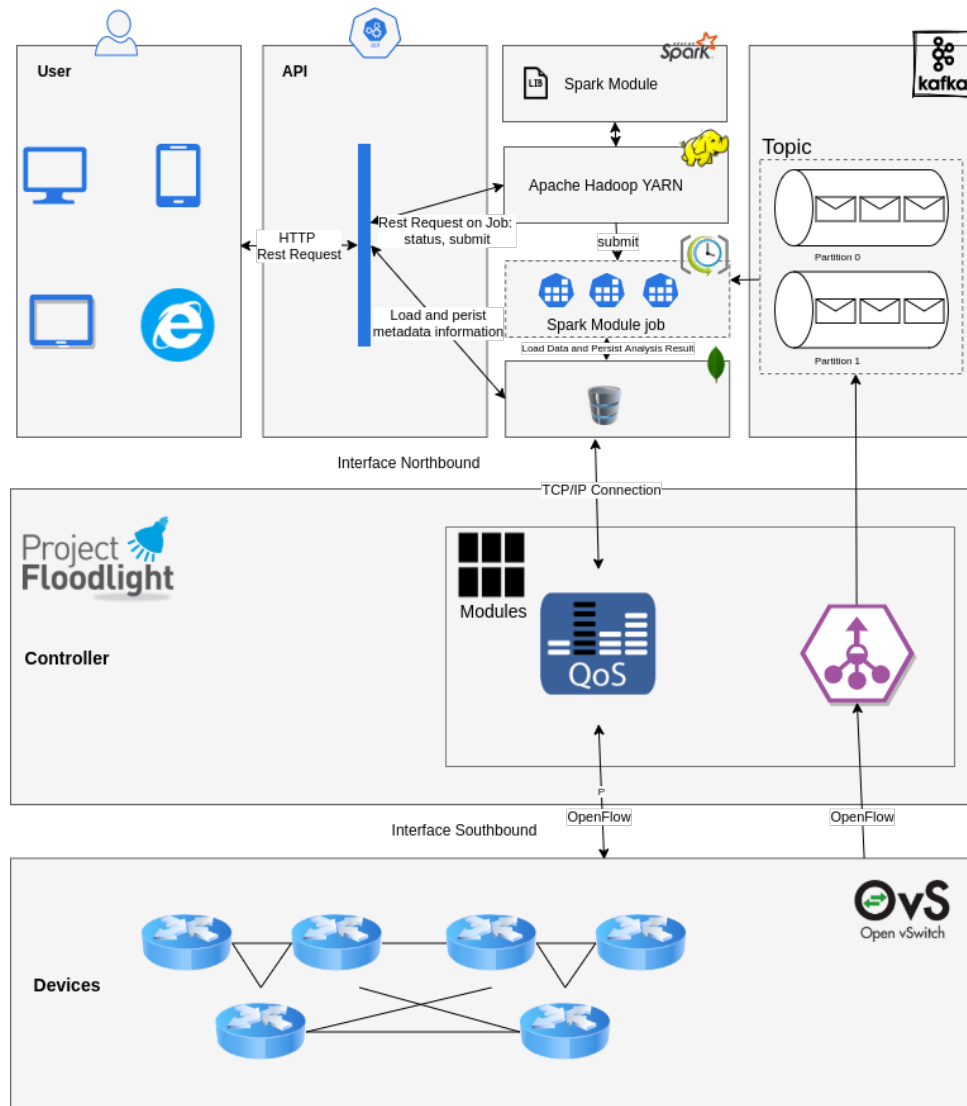 User
API
APACHE
Spark
LIB
Spark Module
kafka
Topic
Apache Hadoop YARN
Rest Request on Job:
status, submit
HTTP
Rest Request
submit
Partition 0
Load and perist
metadata information
Spark Module job
Load Data and Persist Analysis Result
Partition 1
Interface Northbound
TCP/IP Connection
Project
Floodlight
Modules
QoS
Controller
P
OpenFlow
OpenFlow
Interface Southbound
OvS
Open vSwitch
Devices